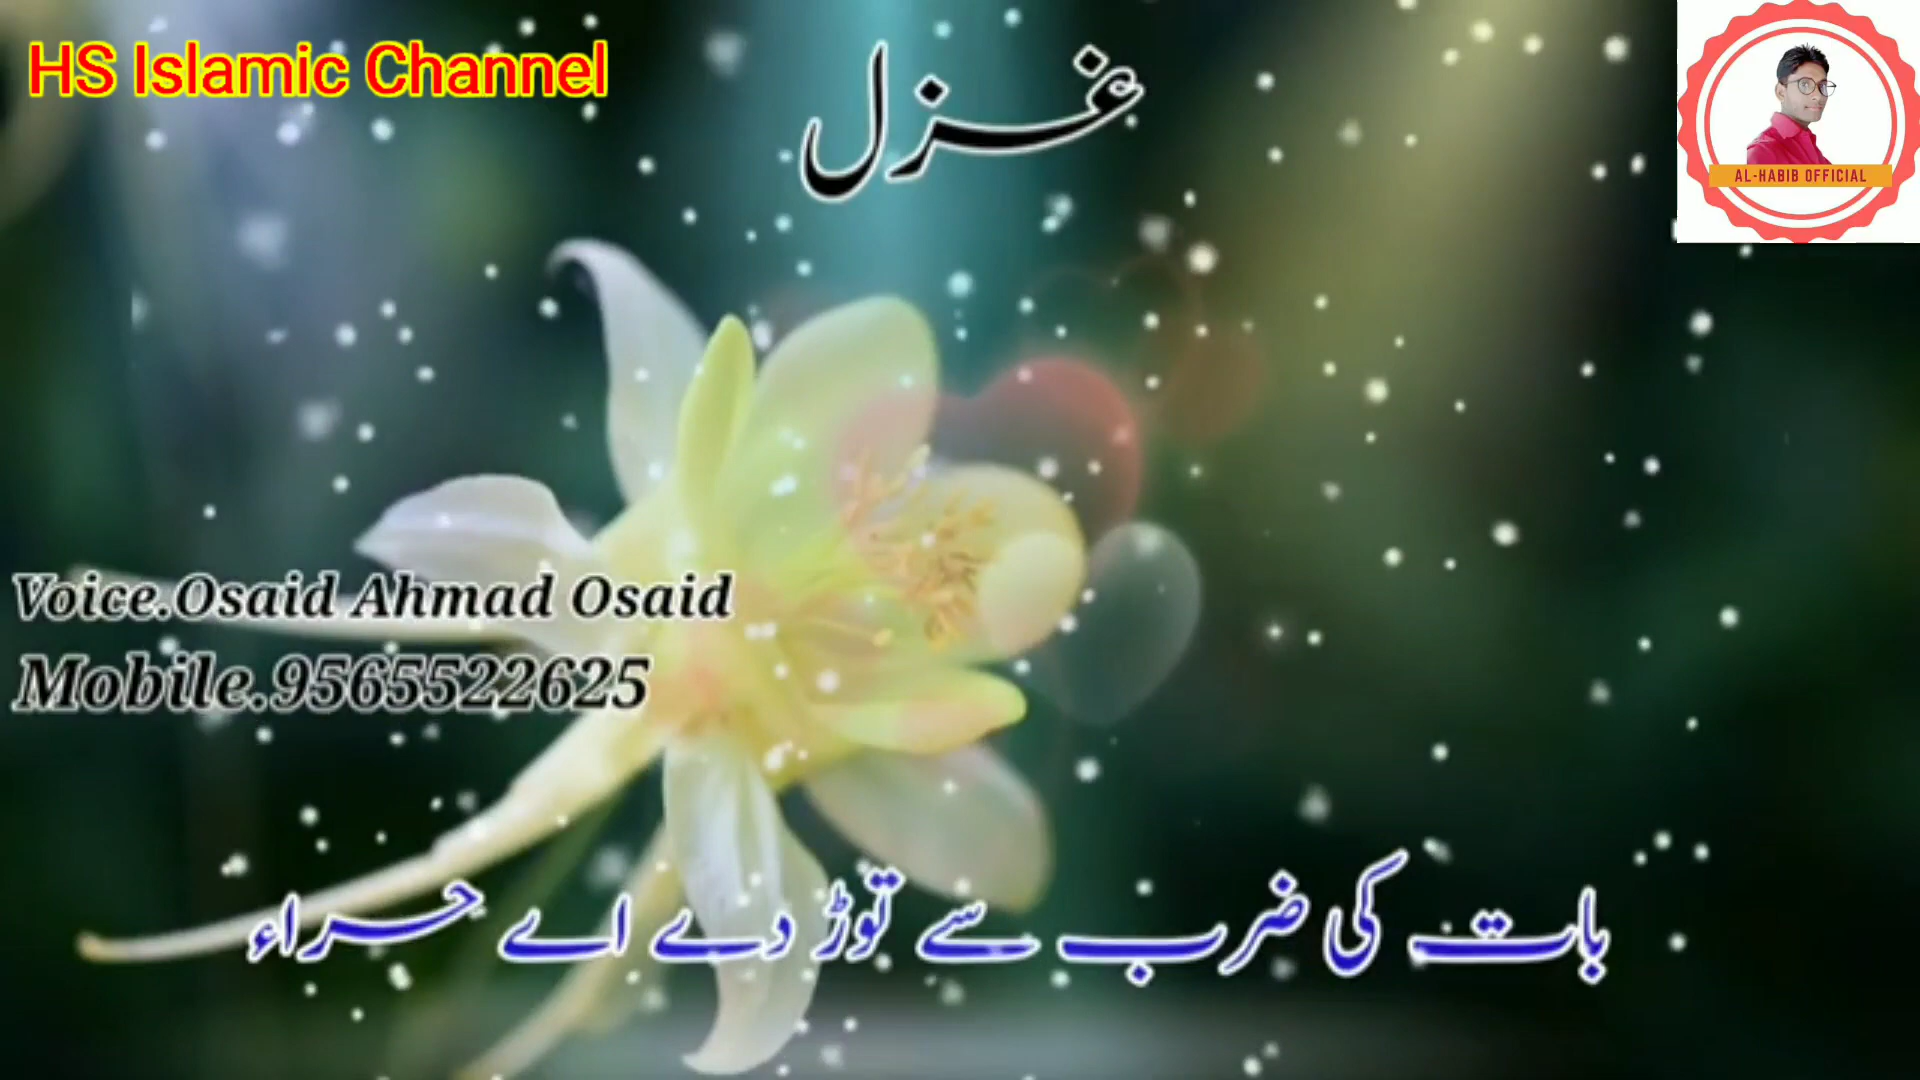 HS Islamic Channel
غزل
AL-HABIB OFFICIAL
Voice.Osaid Ahmad Osaid
Mobile.9565522625
بات کی ضرب سے توڑ دے اے حراء